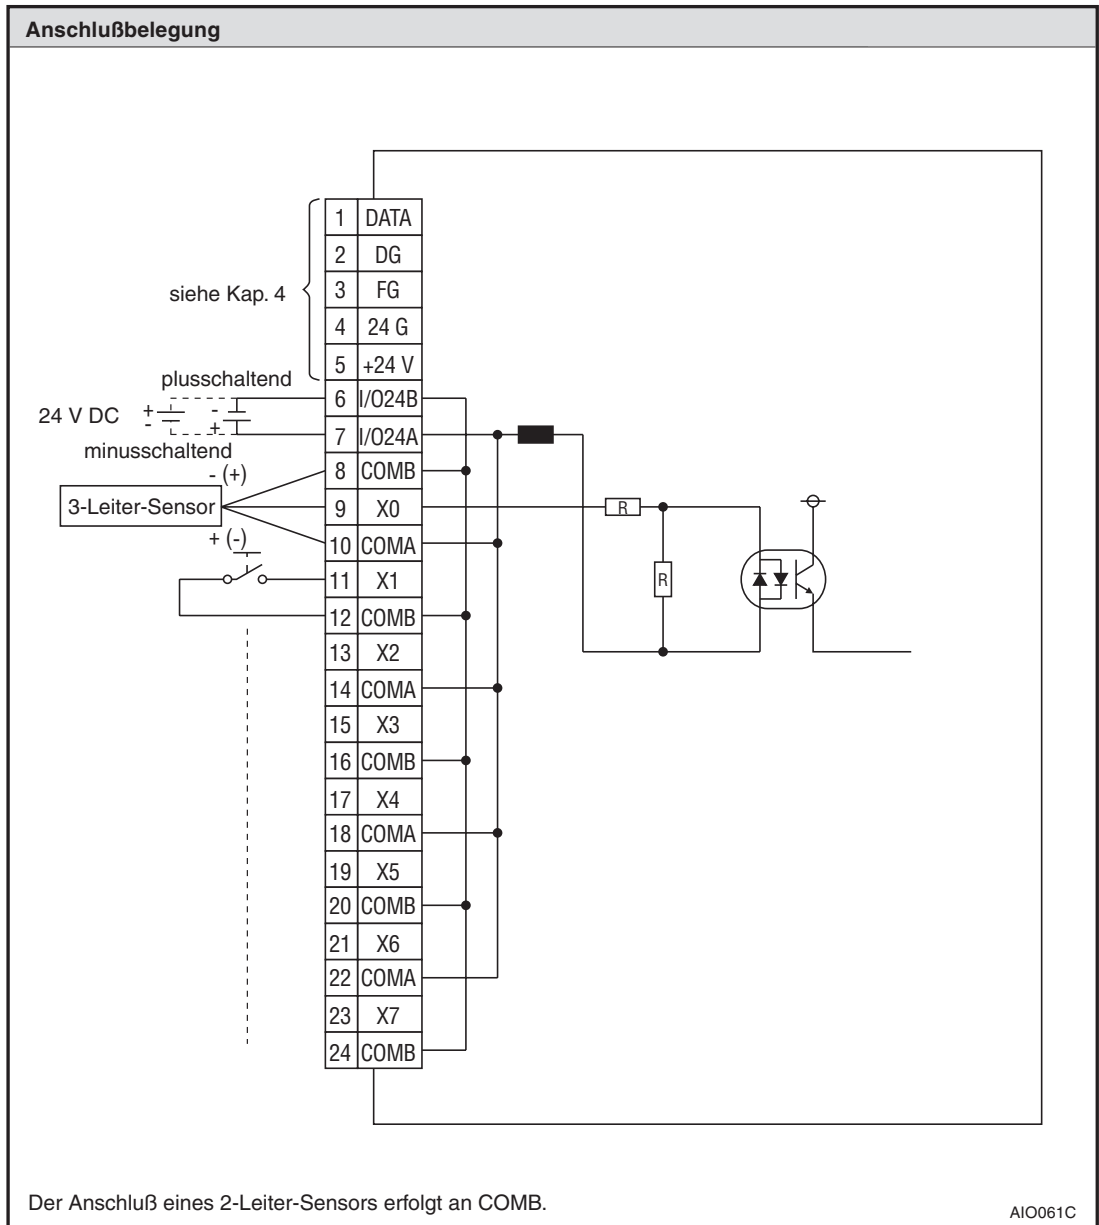 Anschlußbelegung
1 DATA
2 DG
3 FG
siehe Kap. 4
4 24 G
5 +24 V
plusschaltend
6 I/O24B
24 V DC + - - +
7 I/O24A
minusschaltend
- (+)
8 COMB
3-Leiter-Sensor
9 X0
R
+ (-)
10 COMA
R
11 X1
12 COMB
13 X2
14 COMA
15 X3
16 COMB
17 X4
18 COMA
19 X5
20 COMB
21 X6
22 COMA
23 X7
24 COMB
Der Anschluß eines 2-Leiter-Sensors erfolgt an COMB.
AIO061C